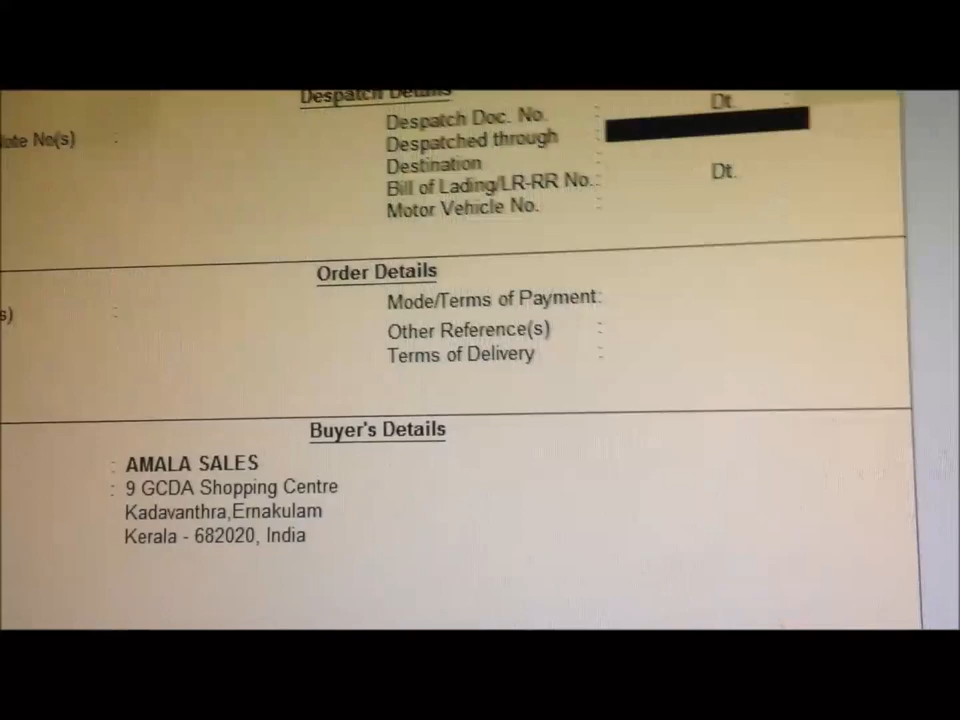 Despatch Details
Despatch Doc. No. : Dt. :
Note No(s) : Despatched through :
Destination :
Bill of Lading/LR-RR No. : Dt.
Motor Vehicle No. :
Order Details
Mode/Terms of Payment:
s) : Other Reference(s) :
Terms of Delivery :
Buyer's Details
: AMALA SALES
: 9 GCDA Shopping Centre
Kadavanthra,Ernakulam
Kerala - 682020, India